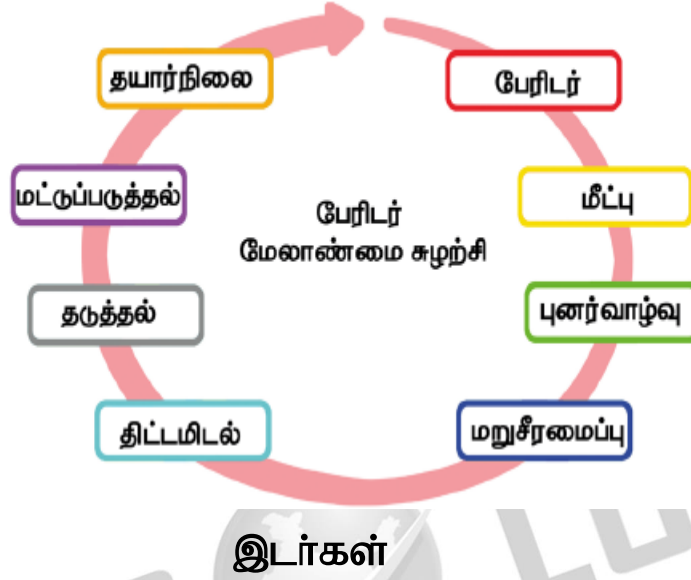 தயார்நிலை
பேரிடர்
மட்டுப்படுத்தல்
மீட்பு
பேரிடர்
மேலாண்மை சுழற்சி
தடுத்தல்
புனர்வாழ்வு
திட்டமிடல்
மறுசீரமைப்பு
இடர்கள்